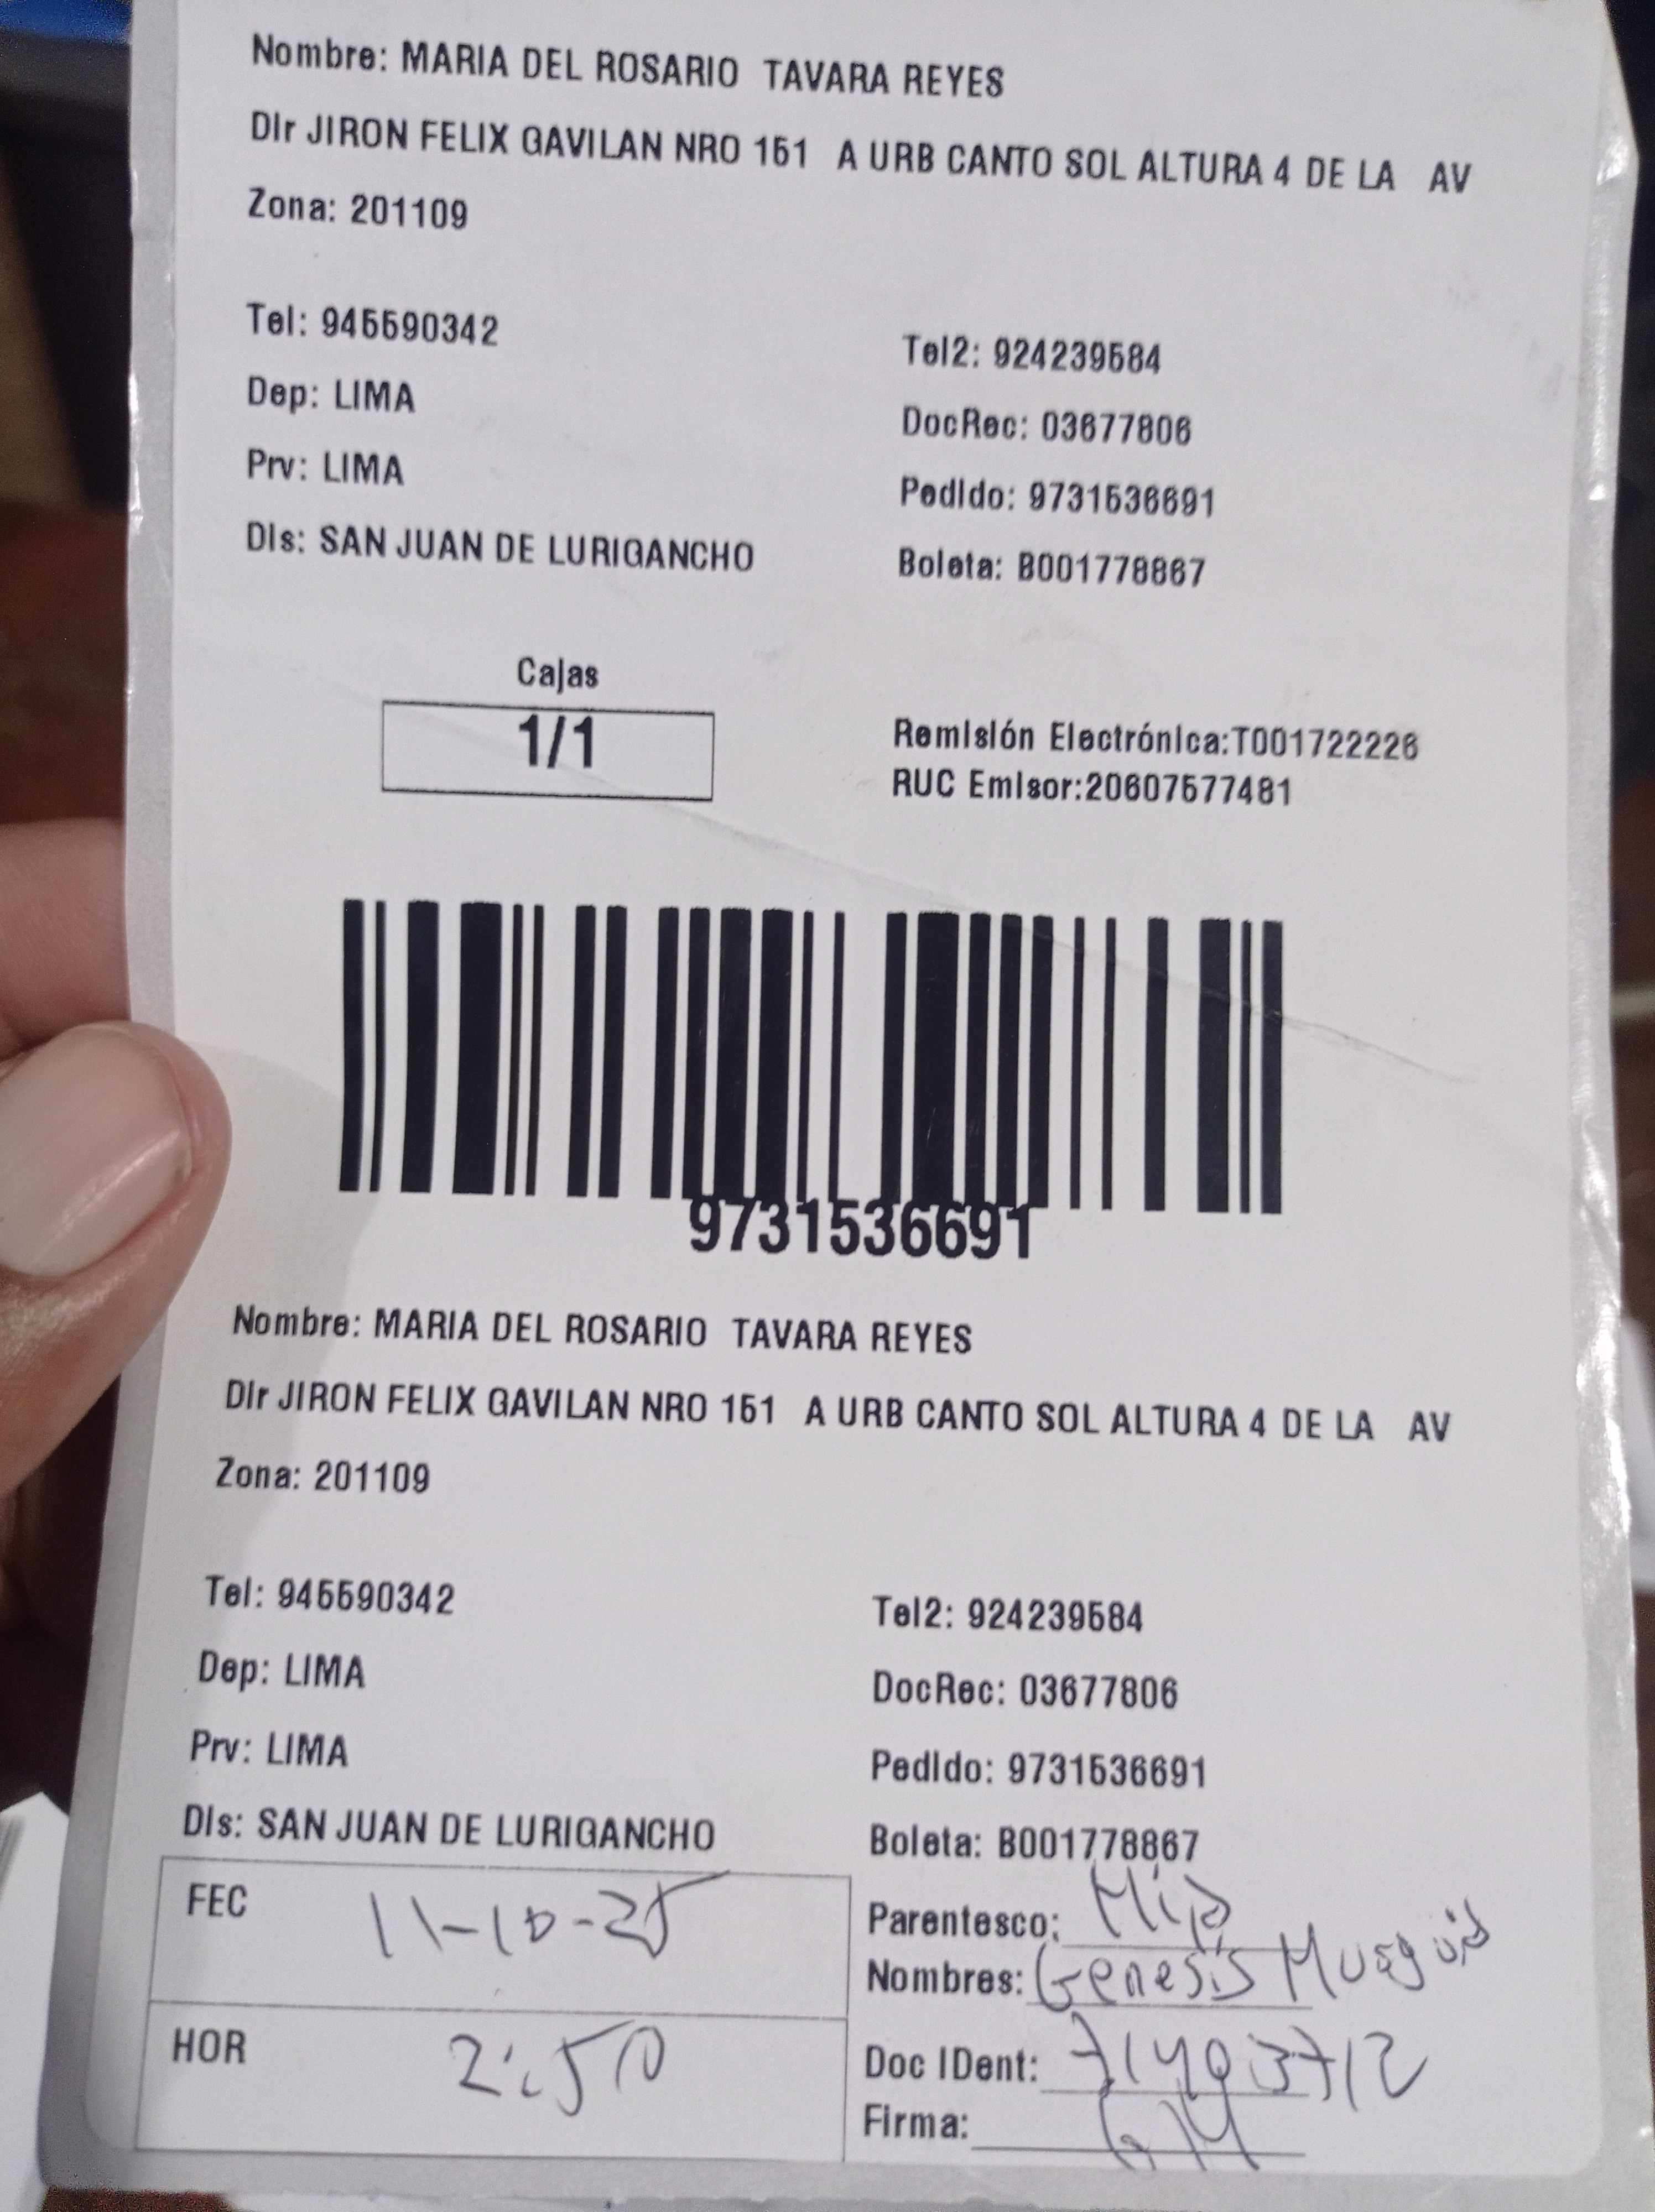 Nombre: MARIA DEL ROSARIO TAVARA REYES
Dir JIRON FELIX GAVILAN NRO 151 A URB CANTO SOL ALTURA 4 DE LA AV
Zona: 201109
Tel: 945590342 Tel2: 924239584
Dep: LIMA DocRec: 03677806
Prv: LIMA Pedido: 9731536691
Dis: SAN JUAN DE LURIGANCHO Boleta: B001778867
Cajas
1/1
Remisión Electrónica:T001722226
RUC Emisor:20607577481
9731536691
Nombre: MARIA DEL ROSARIO TAVARA REYES
Dir JIRON FELIX GAVILAN NRO 151 A URB CANTO SOL ALTURA 4 DE LA AV
Zona: 201109
Tel: 945590342 Tel2: 924239584
Dep: LIMA DocRec: 03677806
Prv: LIMA Pedido: 9731536691
Dis: SAN JUAN DE LURIGANCHO Boleta: B001778867
FEC 11-10-25 Parentesco: Hija
Nombres: Genesis
HOR 2:50 Doc IDent:
Firma: